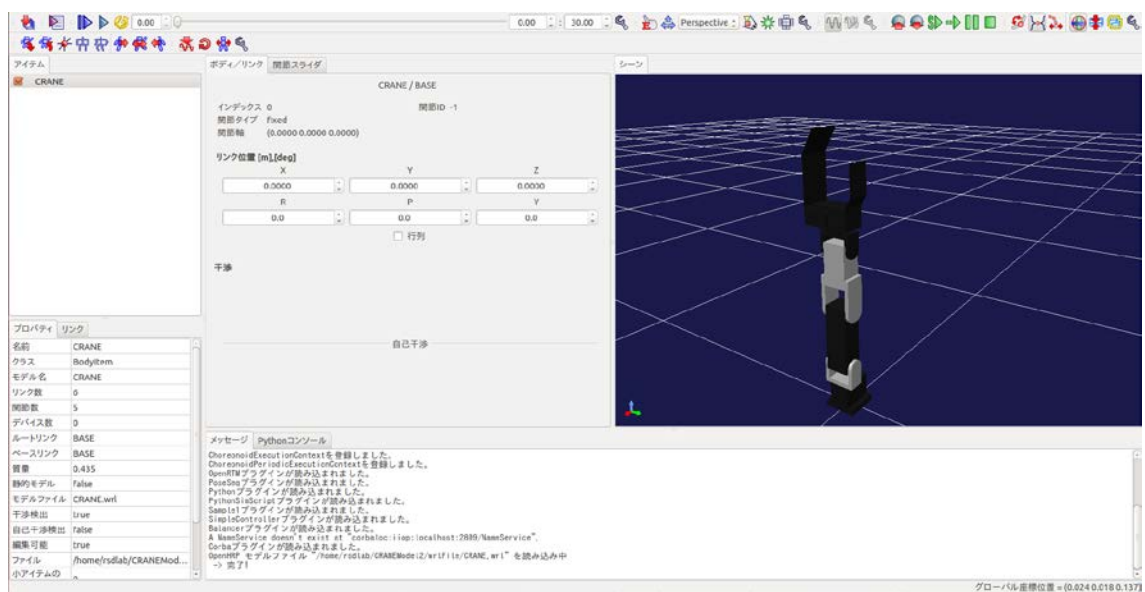 0.00
0.00 : 30.00
Perspective
アイテム
CRANE
ボディ/リンク 関節スライダ
CRANE / BASE
インデックス 0 関節ID -1
関節タイプ fixed
関節軸 (0.0000 0.0000 0.0000)
リンク位置 [m],[deg]
X Y Z
0.0000 0.0000 0.0000
R P Y
0.0 0.0 0.0
行列
干渉
自己干渉
シーン
プロパティ リンク
名前 CRANE
クラス BodyItem
モデル名 CRANE
リンク数 6
関節数 5
デバイス数 0
ルートリンク BASE
ベースリンク BASE
質量 0.435
静的モデル false
モデルファイル CRANE.wrl
干渉検出 true
自己干渉検出 false
編集可能 true
ファイル /home/rsdlab/CRANEMod...
小アイテムの
メッセージ Pythonコンソール
ChoreonoidExecutionContextを登録しました。
ChoreonoidPeriodicExecutionContextを登録しました。
OpenRTMプラグインが読み込まれました。
PoseSeqプラグインが読み込まれました。
Pythonプラグインが読み込まれました。
PythonSimScriptプラグインが読み込まれました。
Sample1プラグインが読み込まれました。
SimpleControllerプラグインが読み込まれました。
Balancerプラグインが読み込まれました。
A NameService doesn't exist at "corbaloc:iiop:localhost:2809/NameService".
Corbaプラグインが読み込まれました。
OpenHRP モデルファイル "/home/rsdlab/CRANEModel2/wrlFile/CRANE.wrl" を読み込み中
-> 完了!
グローバル座標位置 = (0.024 0.018 0.137)